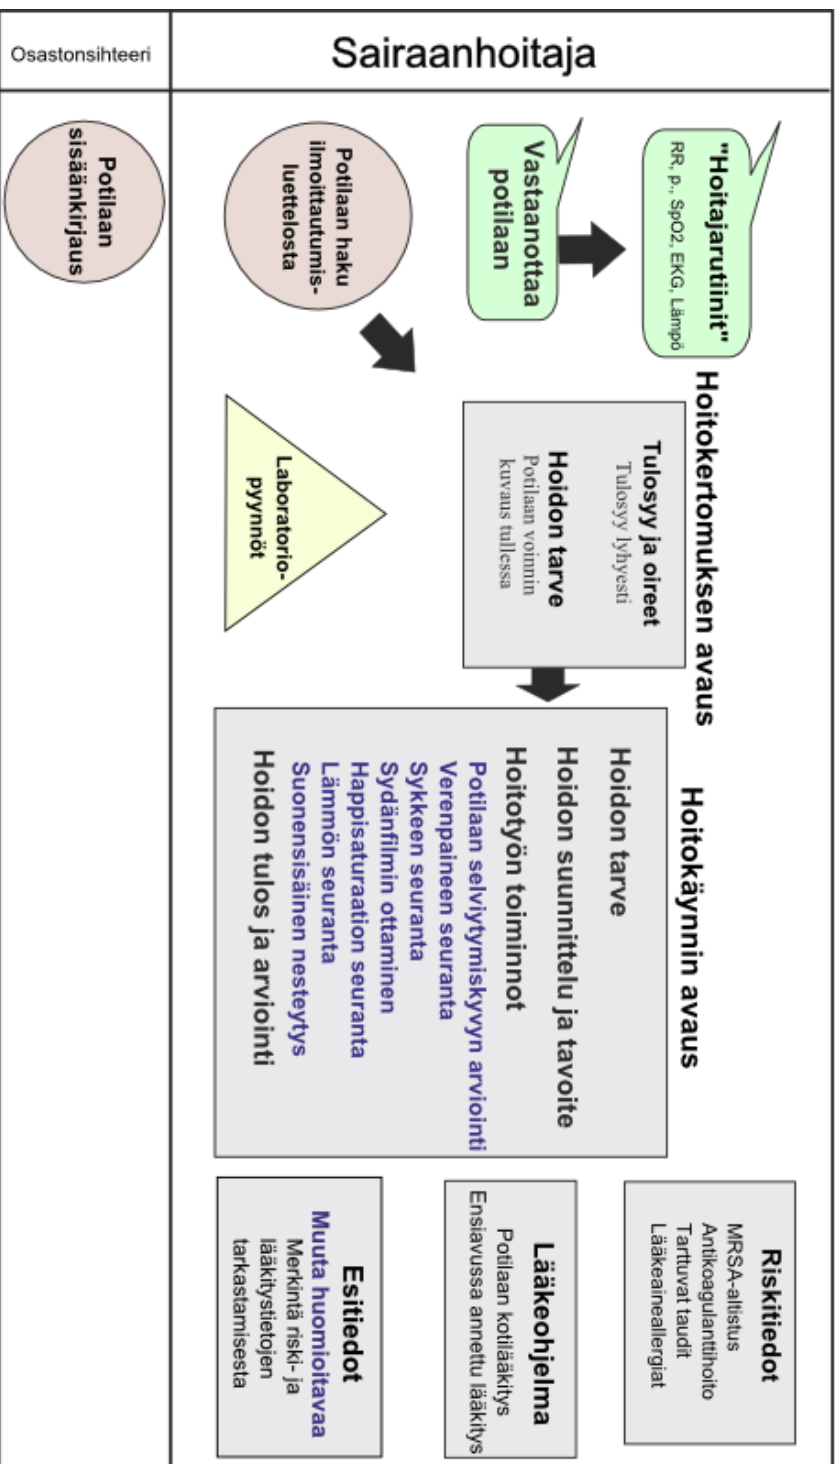 Sairaanhoitaja
Osastonsihteeri
"Hoitajarutiinit"
RR, p., SpO2, EKG, Lämpö
Vastaanottaa
potilaan
Potilaan haku
ilmoittautumis-
luettelosta
Potilaan
sisäänkirjaus
Hoitokertomuksen avaus
Tulosyy ja oireet
Tulosyy lyhyesti
Hoidon tarve
Potilaan voinnin
kuvaus tullessa
Laboratorio-
pyynnöt
Hoitokäynnin avaus
Hoidon tarve
Hoidon suunnittelu ja tavoite
Hoitotyön toiminnot
Potilaan selviytymiskyvyn arviointi
Verenpaineen seuranta
Sykkeen seuranta
Sydänfilmin ottaminen
Happisaturaation seuranta
Lämmön seuranta
Suonensisäinen nesteytys
Hoidon tulos ja arviointi
Riskitiedot
MRSA-altistus
Antikoagulanttihoito
Tarttuvat taudit
Lääkeaineallergiat
Lääkeohjelma
Potilaan kotilääkitys
Ensiavussa annettu lääkitys
Esitiedot
Muuta huomioitavaa
Merkintä riski- ja
lääkitystietojen
tarkastamisesta